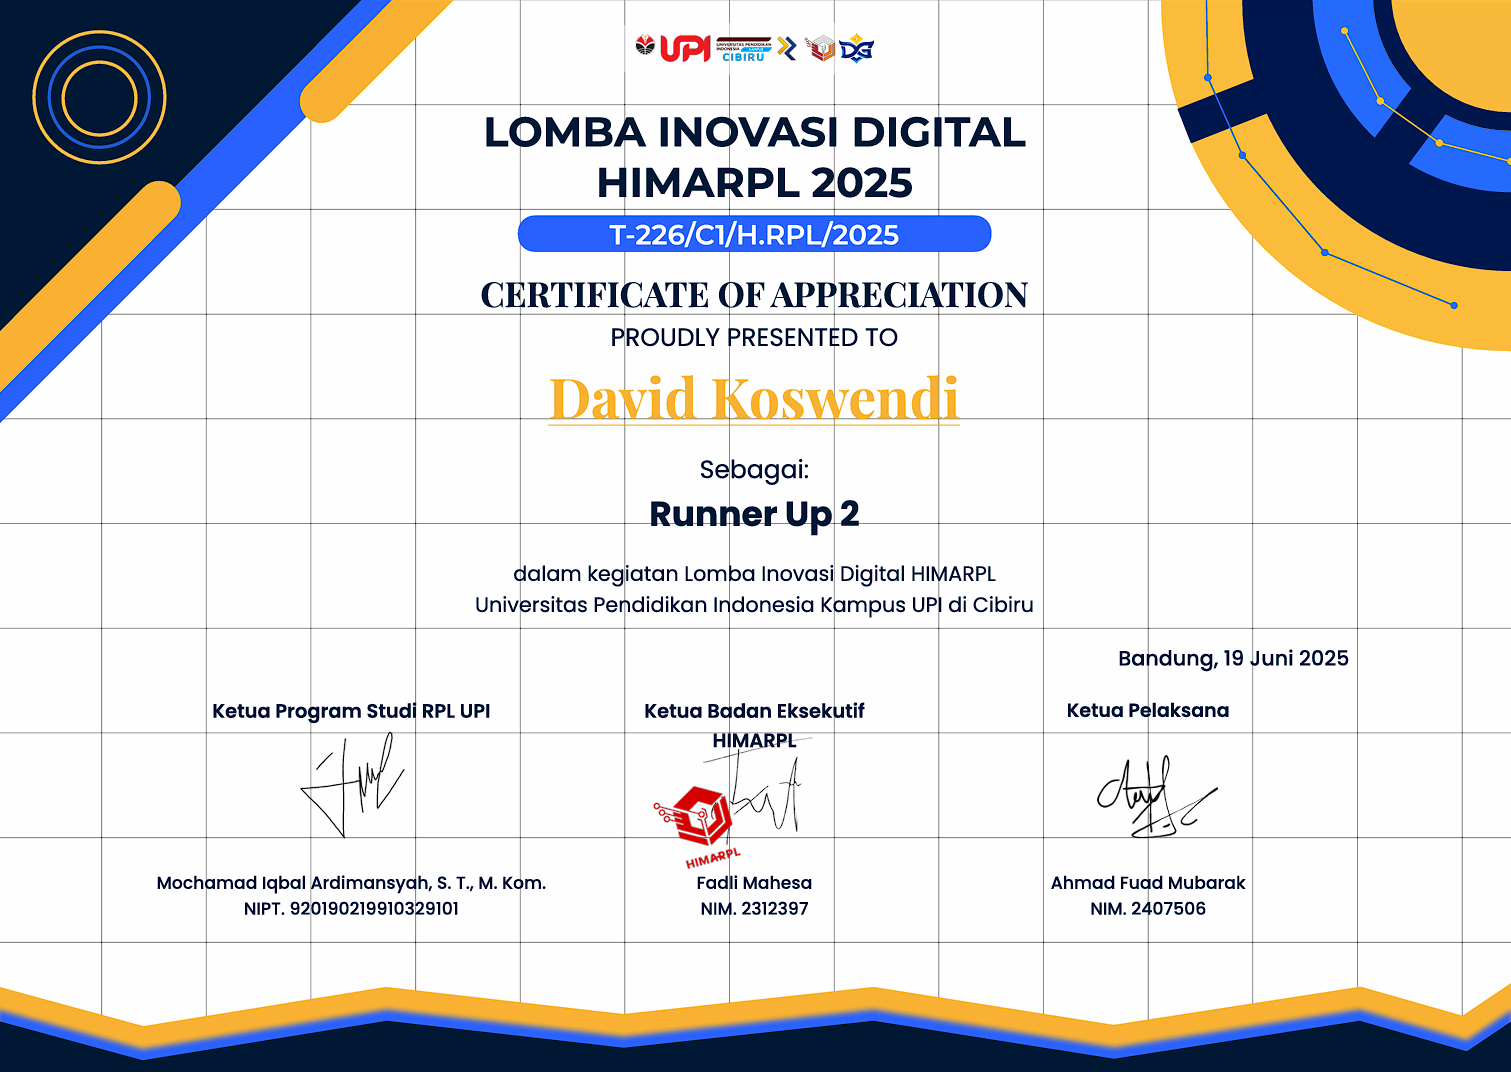 UPI UNIVERSITAS PENDIDIKAN
INDONESIA KAMPUS
CIBIRU
LOMBA INOVASI DIGITAL
HIMARPL 2025
T-226/C1/H.RPL/2025
CERTIFICATE OF APPRECIATION
PROUDLY PRESENTED TO
David Koswendi
Sebagai:
Runner Up 2
dalam kegiatan Lomba Inovasi Digital HIMARPL
Universitas Pendidikan Indonesia Kampus UPI di Cibiru
Bandung, 19 Juni 2025
Ketua Program Studi RPL UPI
Mochamad Iqbal Ardimansyah, S. T., M. Kom.
NIPT. 920190219910329101
Ketua Badan Eksekutif
HIMARPL
HIMARPL
Fadli Mahesa
NIM. 2312397
Ketua Pelaksana
Ahmad Fuad Mubarak
NIM. 2407506